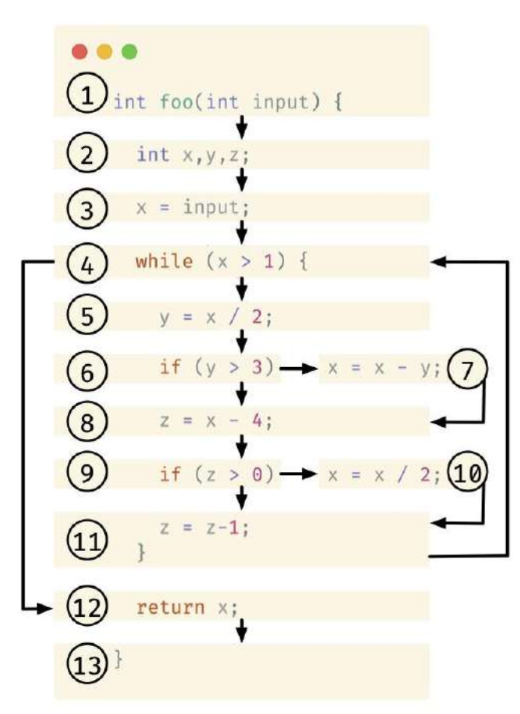 1 int foo(int input) {
2 int x,y,z;
3 x = input;
4 while (x > 1) {
5 y = x / 2;
6 if (y > 3) x = x - y; 7
8 z = x - 4;
9 if (z > 0) x = x / 2; 10
11 z = z-1;
}
12 return x;
13 }